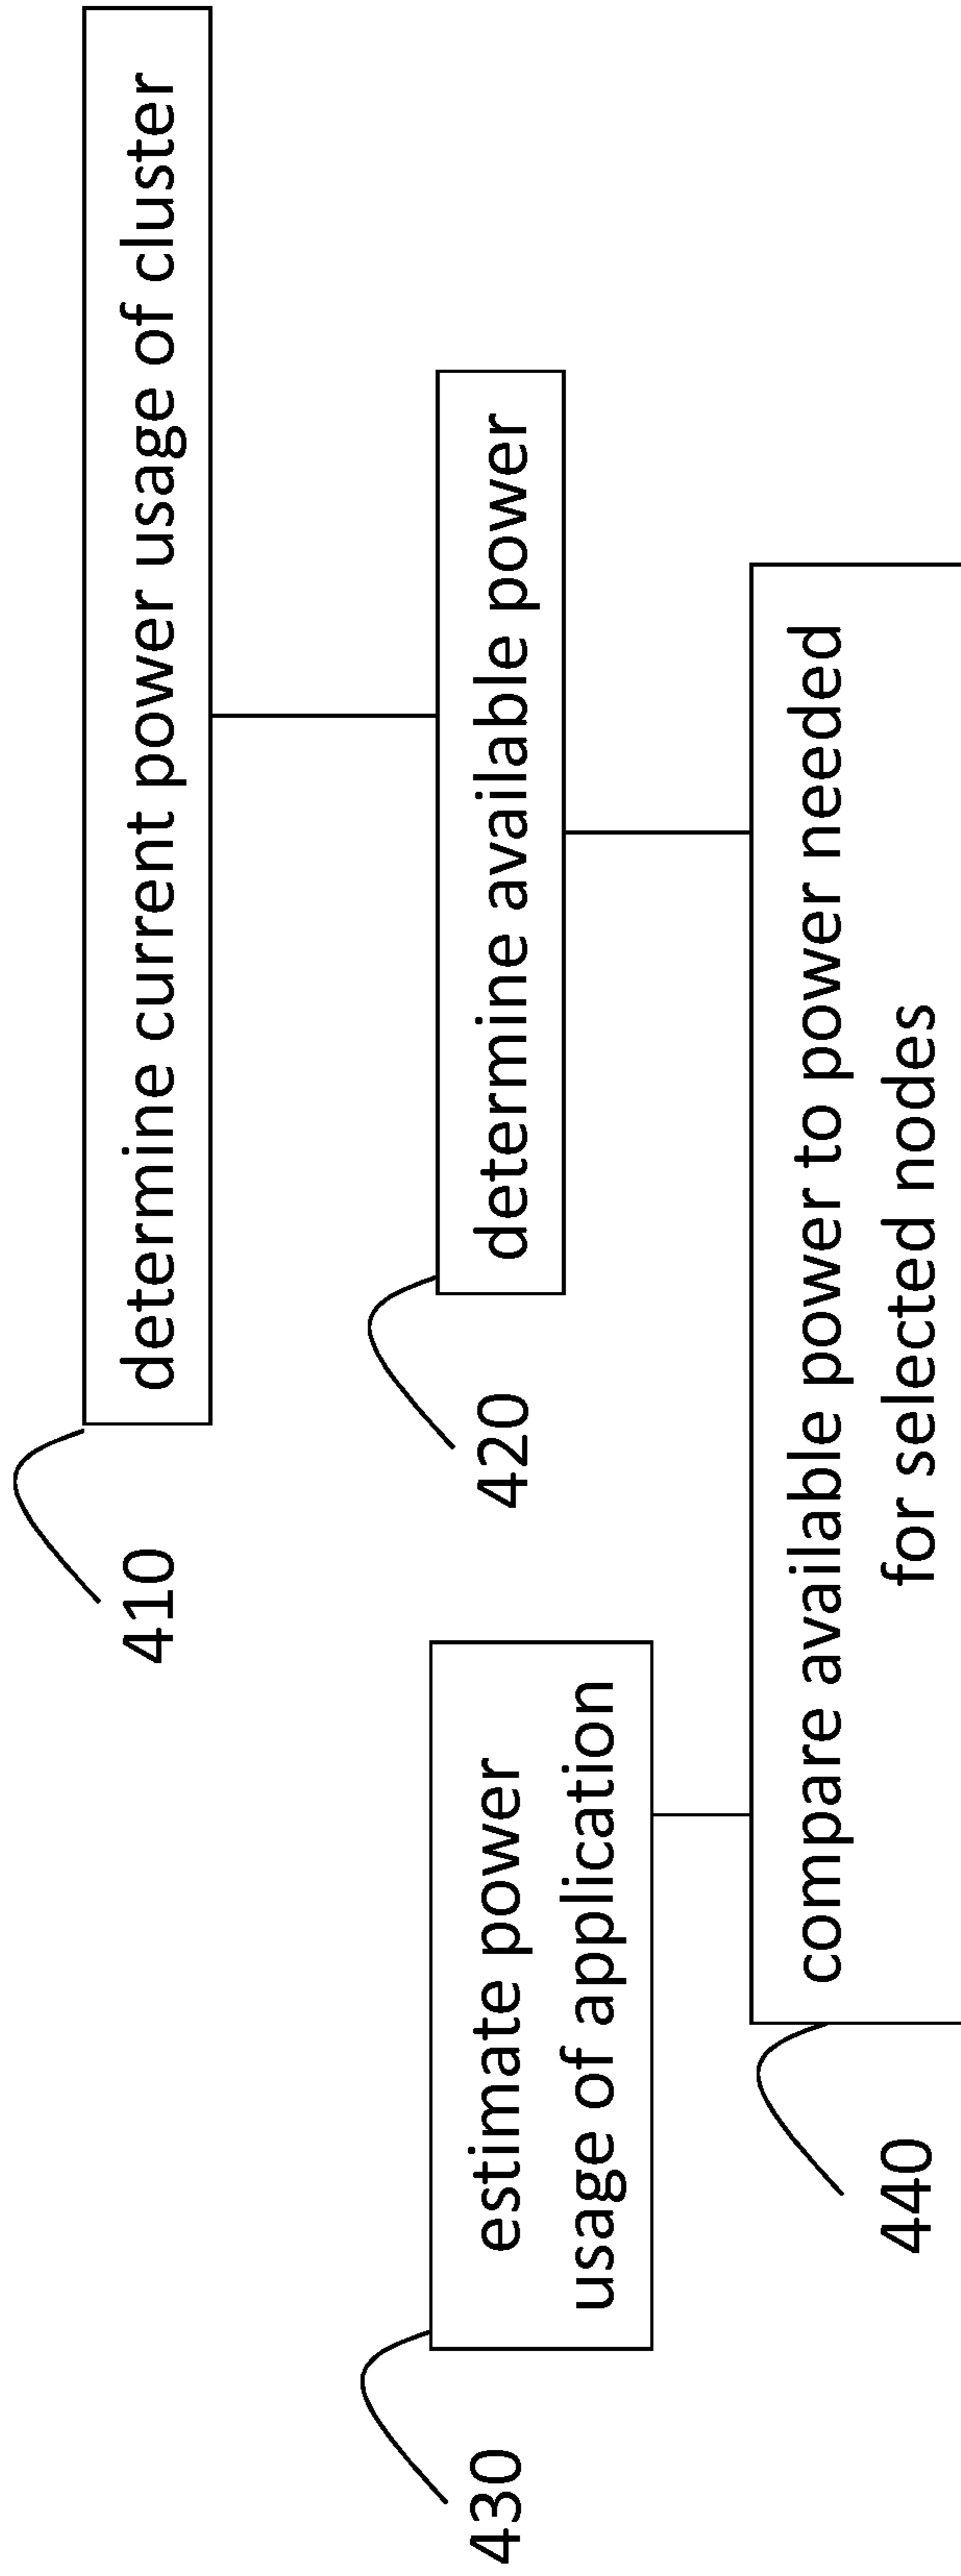 410
determine current power usage of cluster
420
determine available power
430
estimate power
usage of application
440
compare available power to power needed
for selected nodes